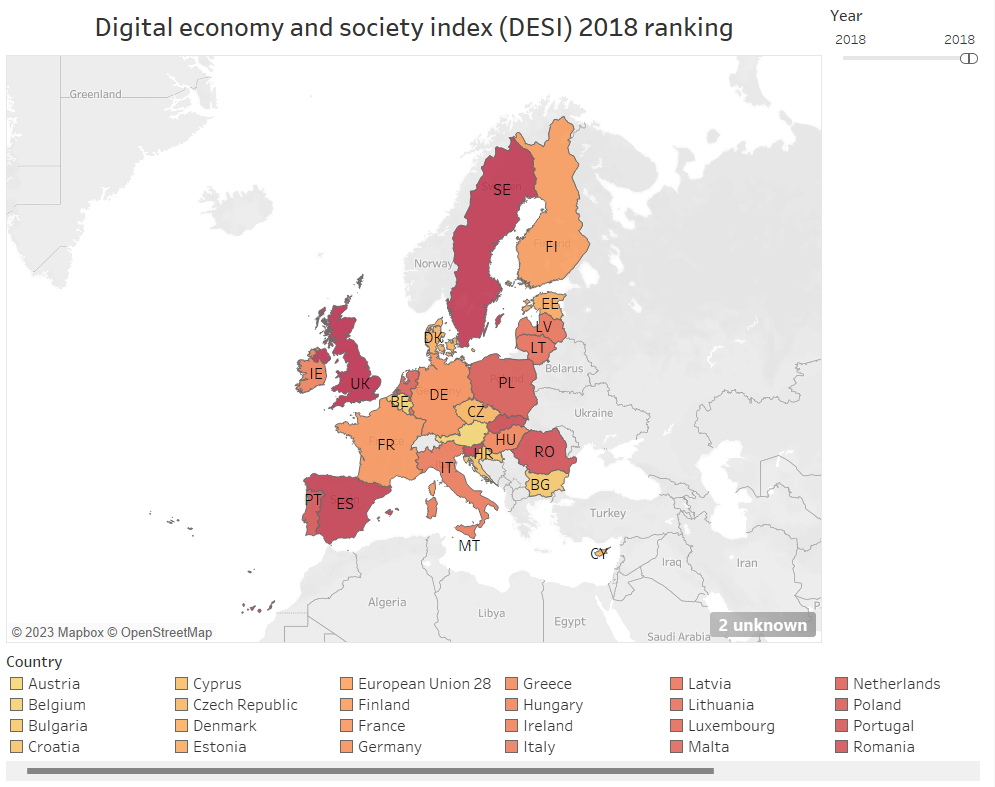 Digital economy and society index (DESI) 2018 ranking
Year
2018 2018
Greenland
SE
FI
Norway
EE
LV
DK
LT
Belarus
IE
UK
PL
DE
BE
CZ
Ukraine
FR
HU
HR
RO
IT
BG
PT
ES
Turkey
MT
CY
Iraq
Iran
Algeria
Libya
Egypt
Saudi Arabia
2 unknown
© 2023 Mapbox © OpenStreetMap
Country
Austria Cyprus European Union 28 Greece Latvia Netherlands
Belgium Czech Republic Finland Hungary Lithuania Poland
Bulgaria Denmark France Ireland Luxembourg Portugal
Croatia Estonia Germany Italy Malta Romania